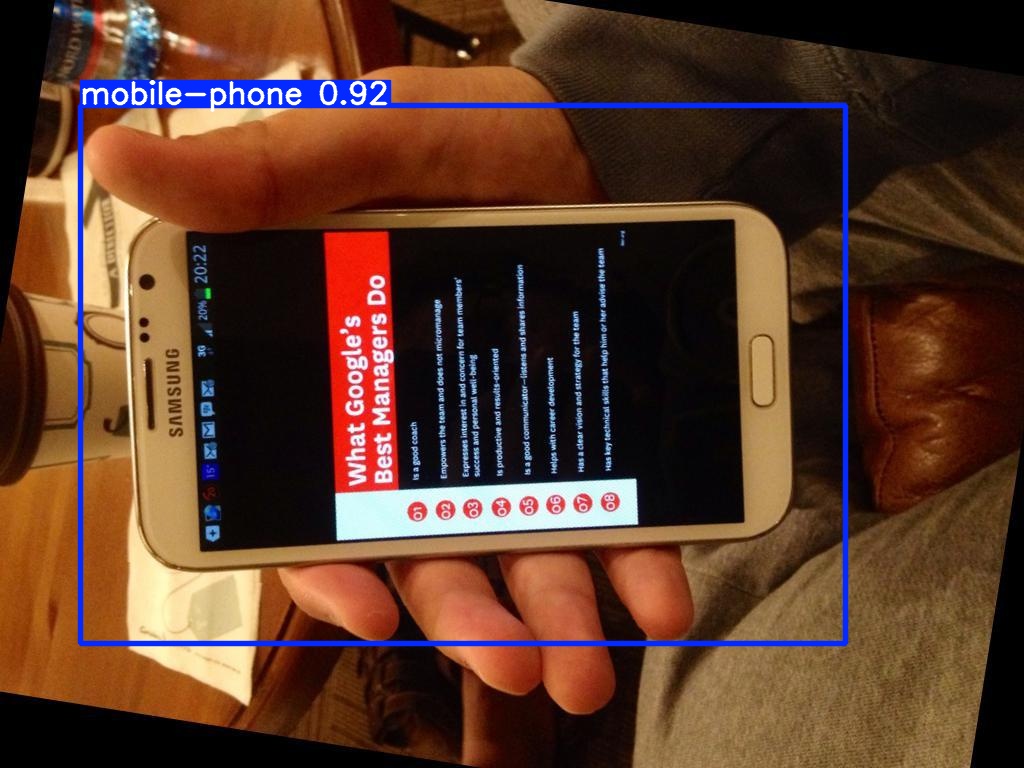 mobile-phone 0.92
SAMSUNG
20 15° 3G 20% 20:22
What Google's
Best Managers Do
01 Is a good coach
02 Empowers the team and does not micromanage
03 Expresses interest in and concern for team members'
success and personal well-being
04 Is productive and results-oriented
05 Is a good communicator—listens and shares information
06 Helps with career development
07 Has a clear vision and strategy for the team
08 Has key technical skills that help him or her advise the team